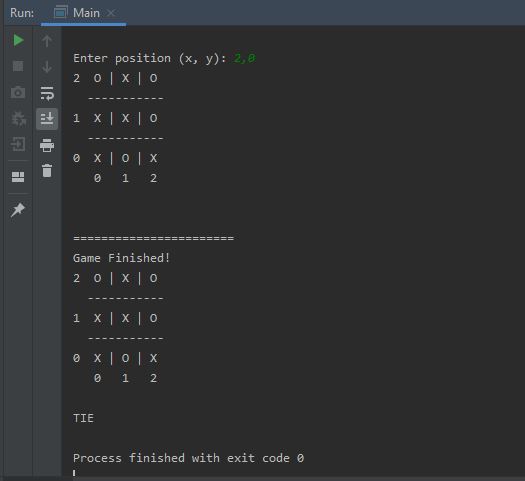 Run: Main ×
Enter position (x, y): 2,0
2  O | X | O
  -----------
1  X | X | O
  -----------
0  X | O | X
   0   1   2
=======================
Game Finished!
2  O | X | O
  -----------
1  X | X | O
  -----------
0  X | O | X
   0   1   2
TIE
Process finished with exit code 0